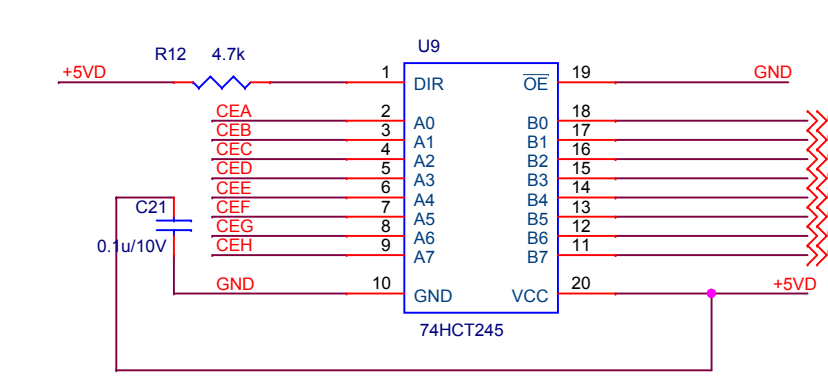 U9
R12 4.7k
+5VD 1 DIR OE 19 GND
CEA 2 A0 B0 18
CEB 3 A1 B1 17
CEC 4 A2 B2 16
CED 5 A3 B3 15
CEE 6 A4 B4 14
C21 CEF 7 A5 B5 13
CEG 8 A6 B6 12
0.1u/10V CEH 9 A7 B7 11
GND 10 GND VCC 20 +5VD
74HCT245